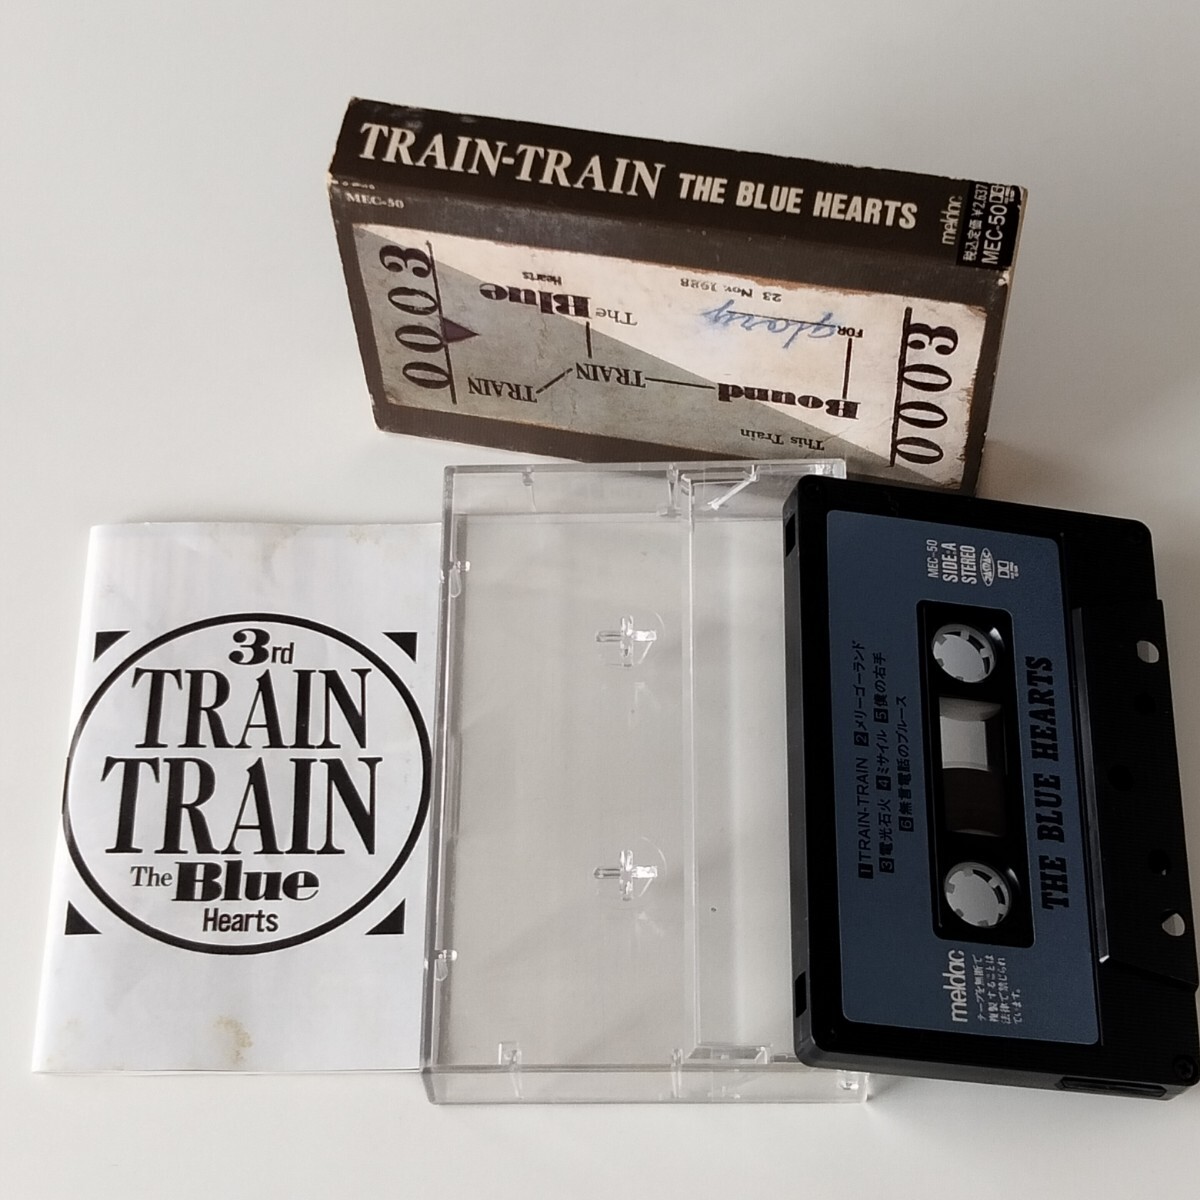 TRAIN-TRAIN THE BLUE HEARTS
meldac
税込定価 ¥2,637
MEC-50
MEC-50
0003
This Train
Bound
FOR glory
TRAIN TRAIN
The Blue
Hearts
23 Nov. 1988
0003
3rd
TRAIN
TRAIN
The Blue
Hearts
MEC-50
SIDE:A
STEREO
1 TRAIN-TRAIN 2 メリーゴーランド
3 電光石火 4 ミサイル 5 僕の右手
6 無言電話のブルース
THE BLUE HEARTS
meldac
テープを無断で
複製することは
法律で禁じられ
ています。